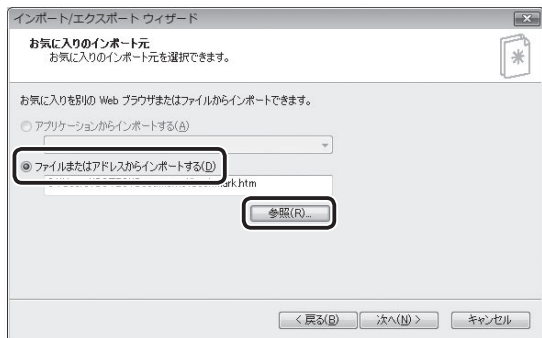 インポート/エクスポート ウィザード
お気に入りのインポート元
お気に入りのインポート元を選択できます。
お気に入りを別の Web ブラウザまたはファイルからインポートできます。
アプリケーションからインポートする(A)
ファイルまたはアドレスからインポートする(D)
参照(R)...
< 戻る(B)
次へ(N) >
キャンセル